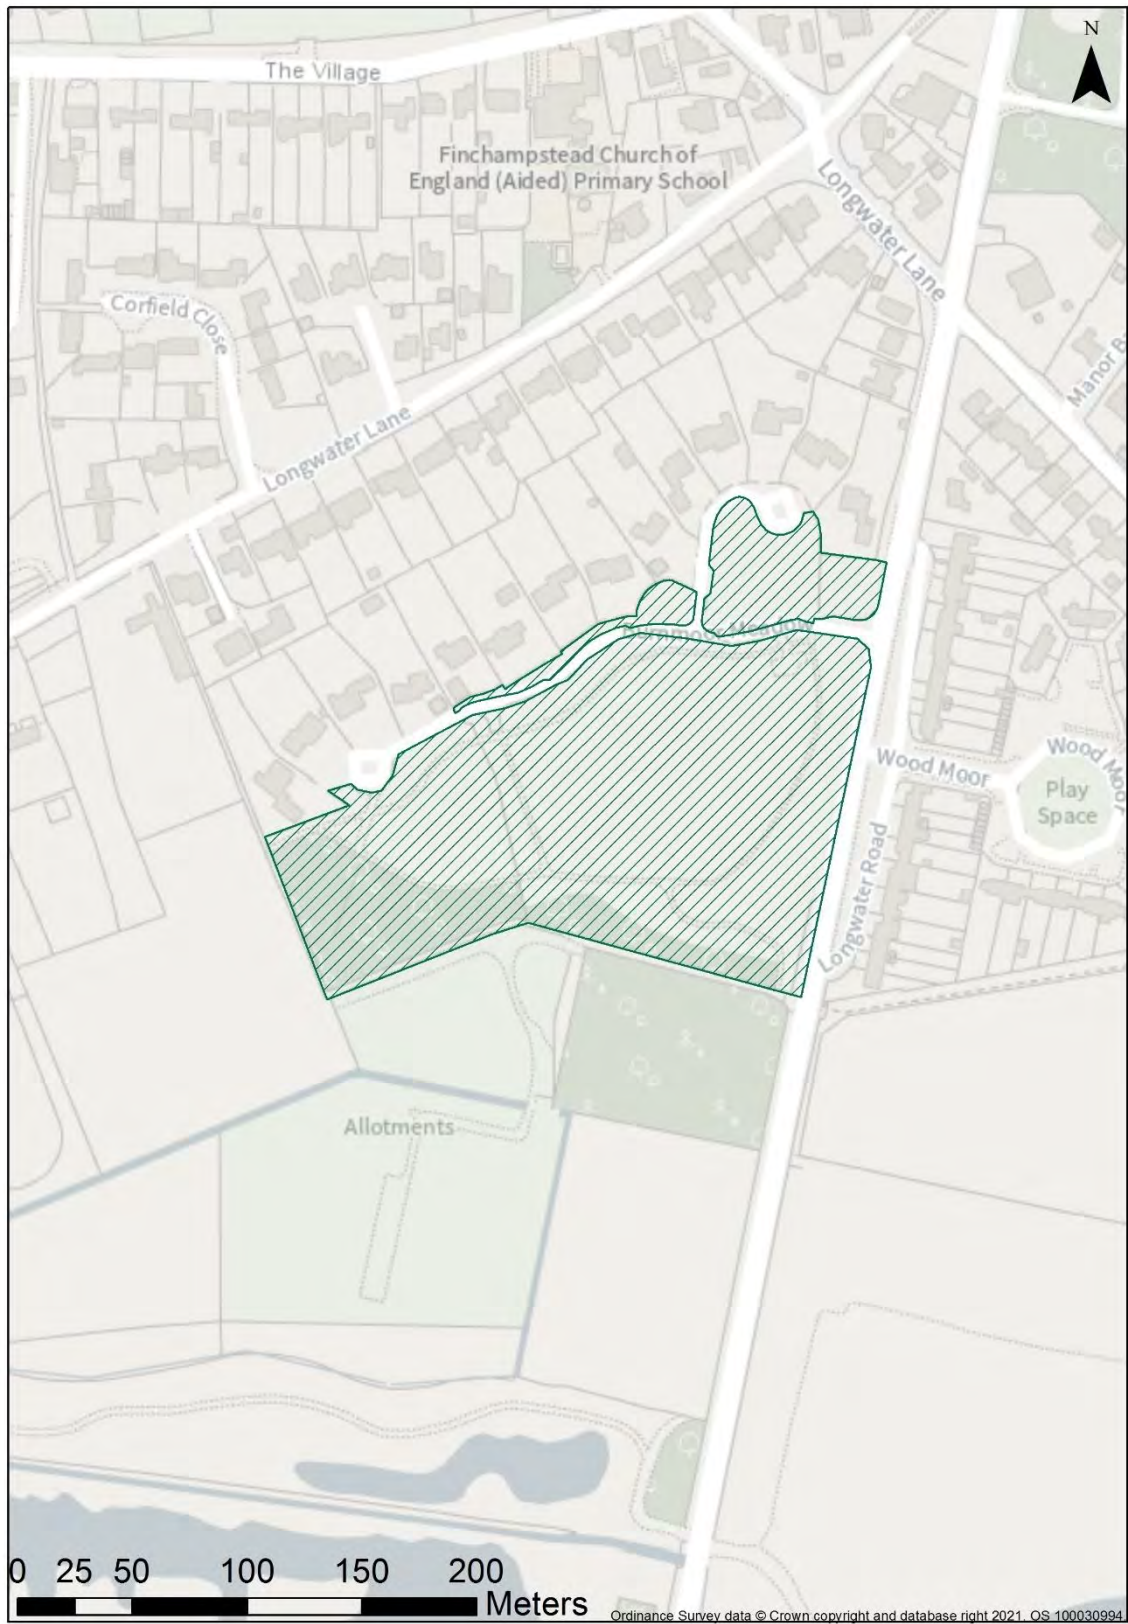 N
The Village
Finchampstead Church of
England (Aided) Primary School
Longwater Lane
Corfield Close
Manor B
Longwater Lane
Meadow
Wood Moor
Wood Moor
Play
Space
Longwater Road
Allotments
0 25 50 100 150 200
Meters
Ordinance Survey data © Crown copyright and database right 2021. OS 100030994